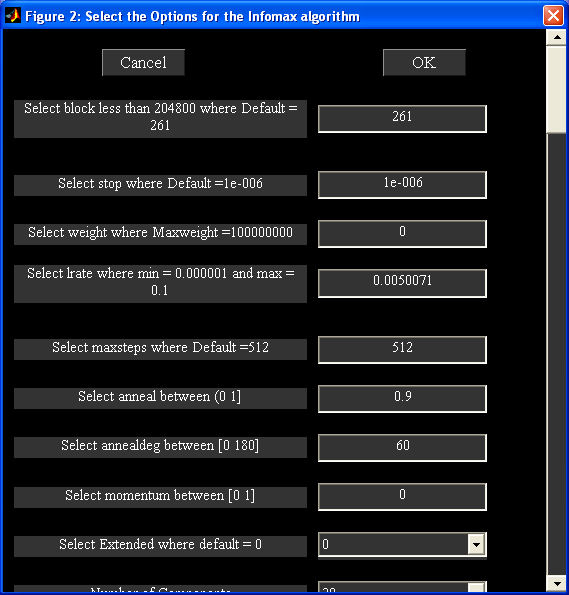 Figure 2: Select the Options for the Infomax algorithm
Cancel
OK
Select block less than 204800 where Default =
261
261
Select stop where Default =1e-006
1e-006
Select weight where Maxweight =100000000
0
Select lrate where min = 0.000001 and max =
0.1
0.0050071
Select maxsteps where Default =512
512
Select anneal between (0 1]
0.9
Select annealdeg between [0 180]
60
Select momentum between [0 1]
0
Select Extended where default = 0
0
Number of Components